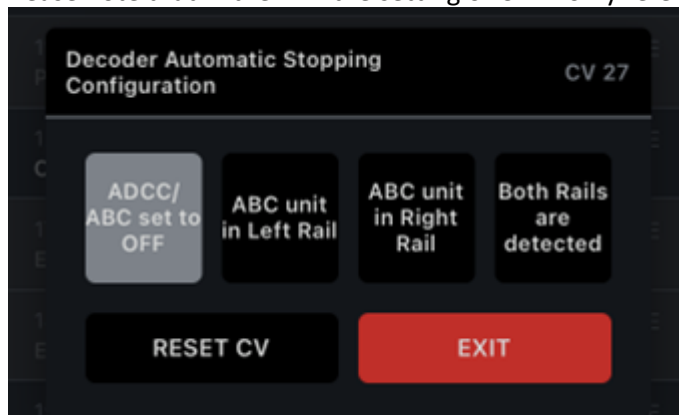 Decoder Automatic Stopping
Configuration
CV 27
ADCC/
ABC set to
OFF
ABC unit
in Left Rail
ABC unit
in Right
Rail
Both Rails
are
detected
RESET CV
EXIT